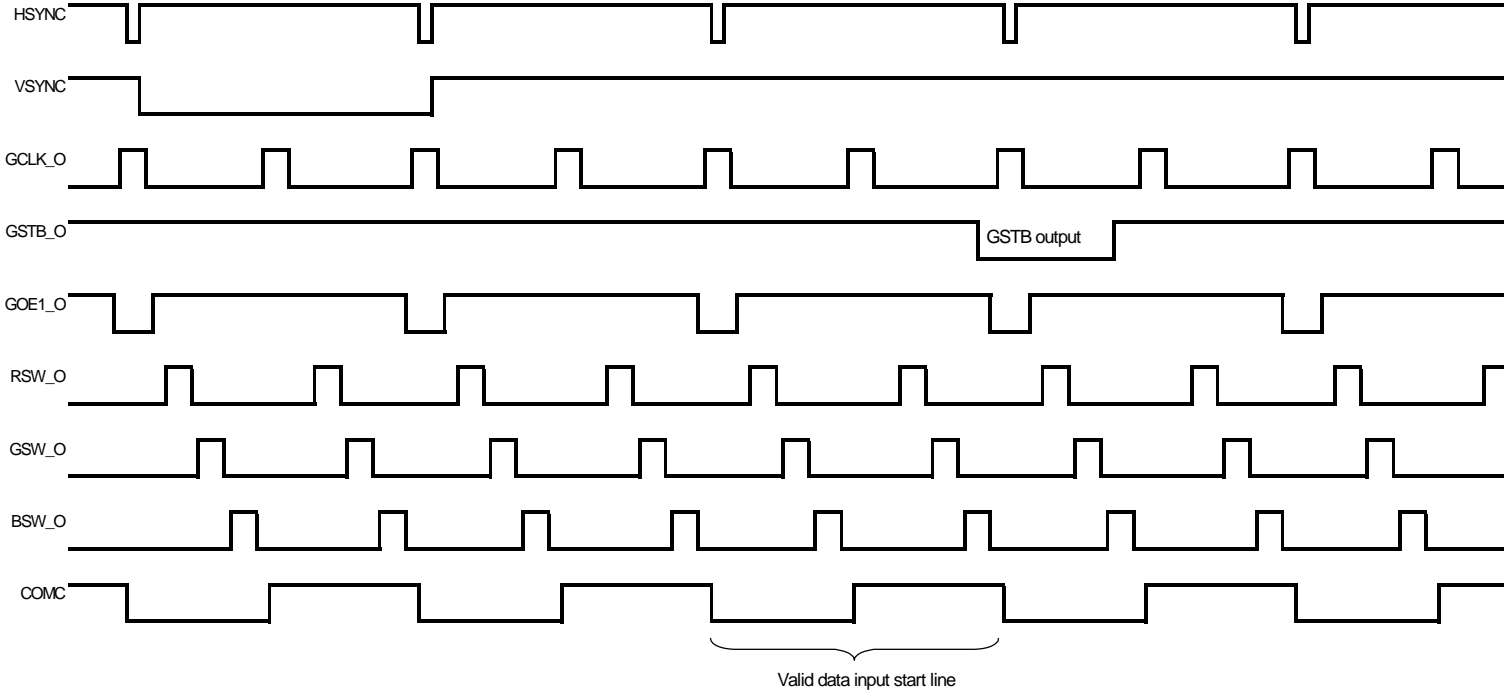 HSYNC
VSYNC
GCLK_O
GSTB_O
GSTB output
GOE1_O
RSW_O
GSW_O
BSW_O
COMC
Valid data input start line